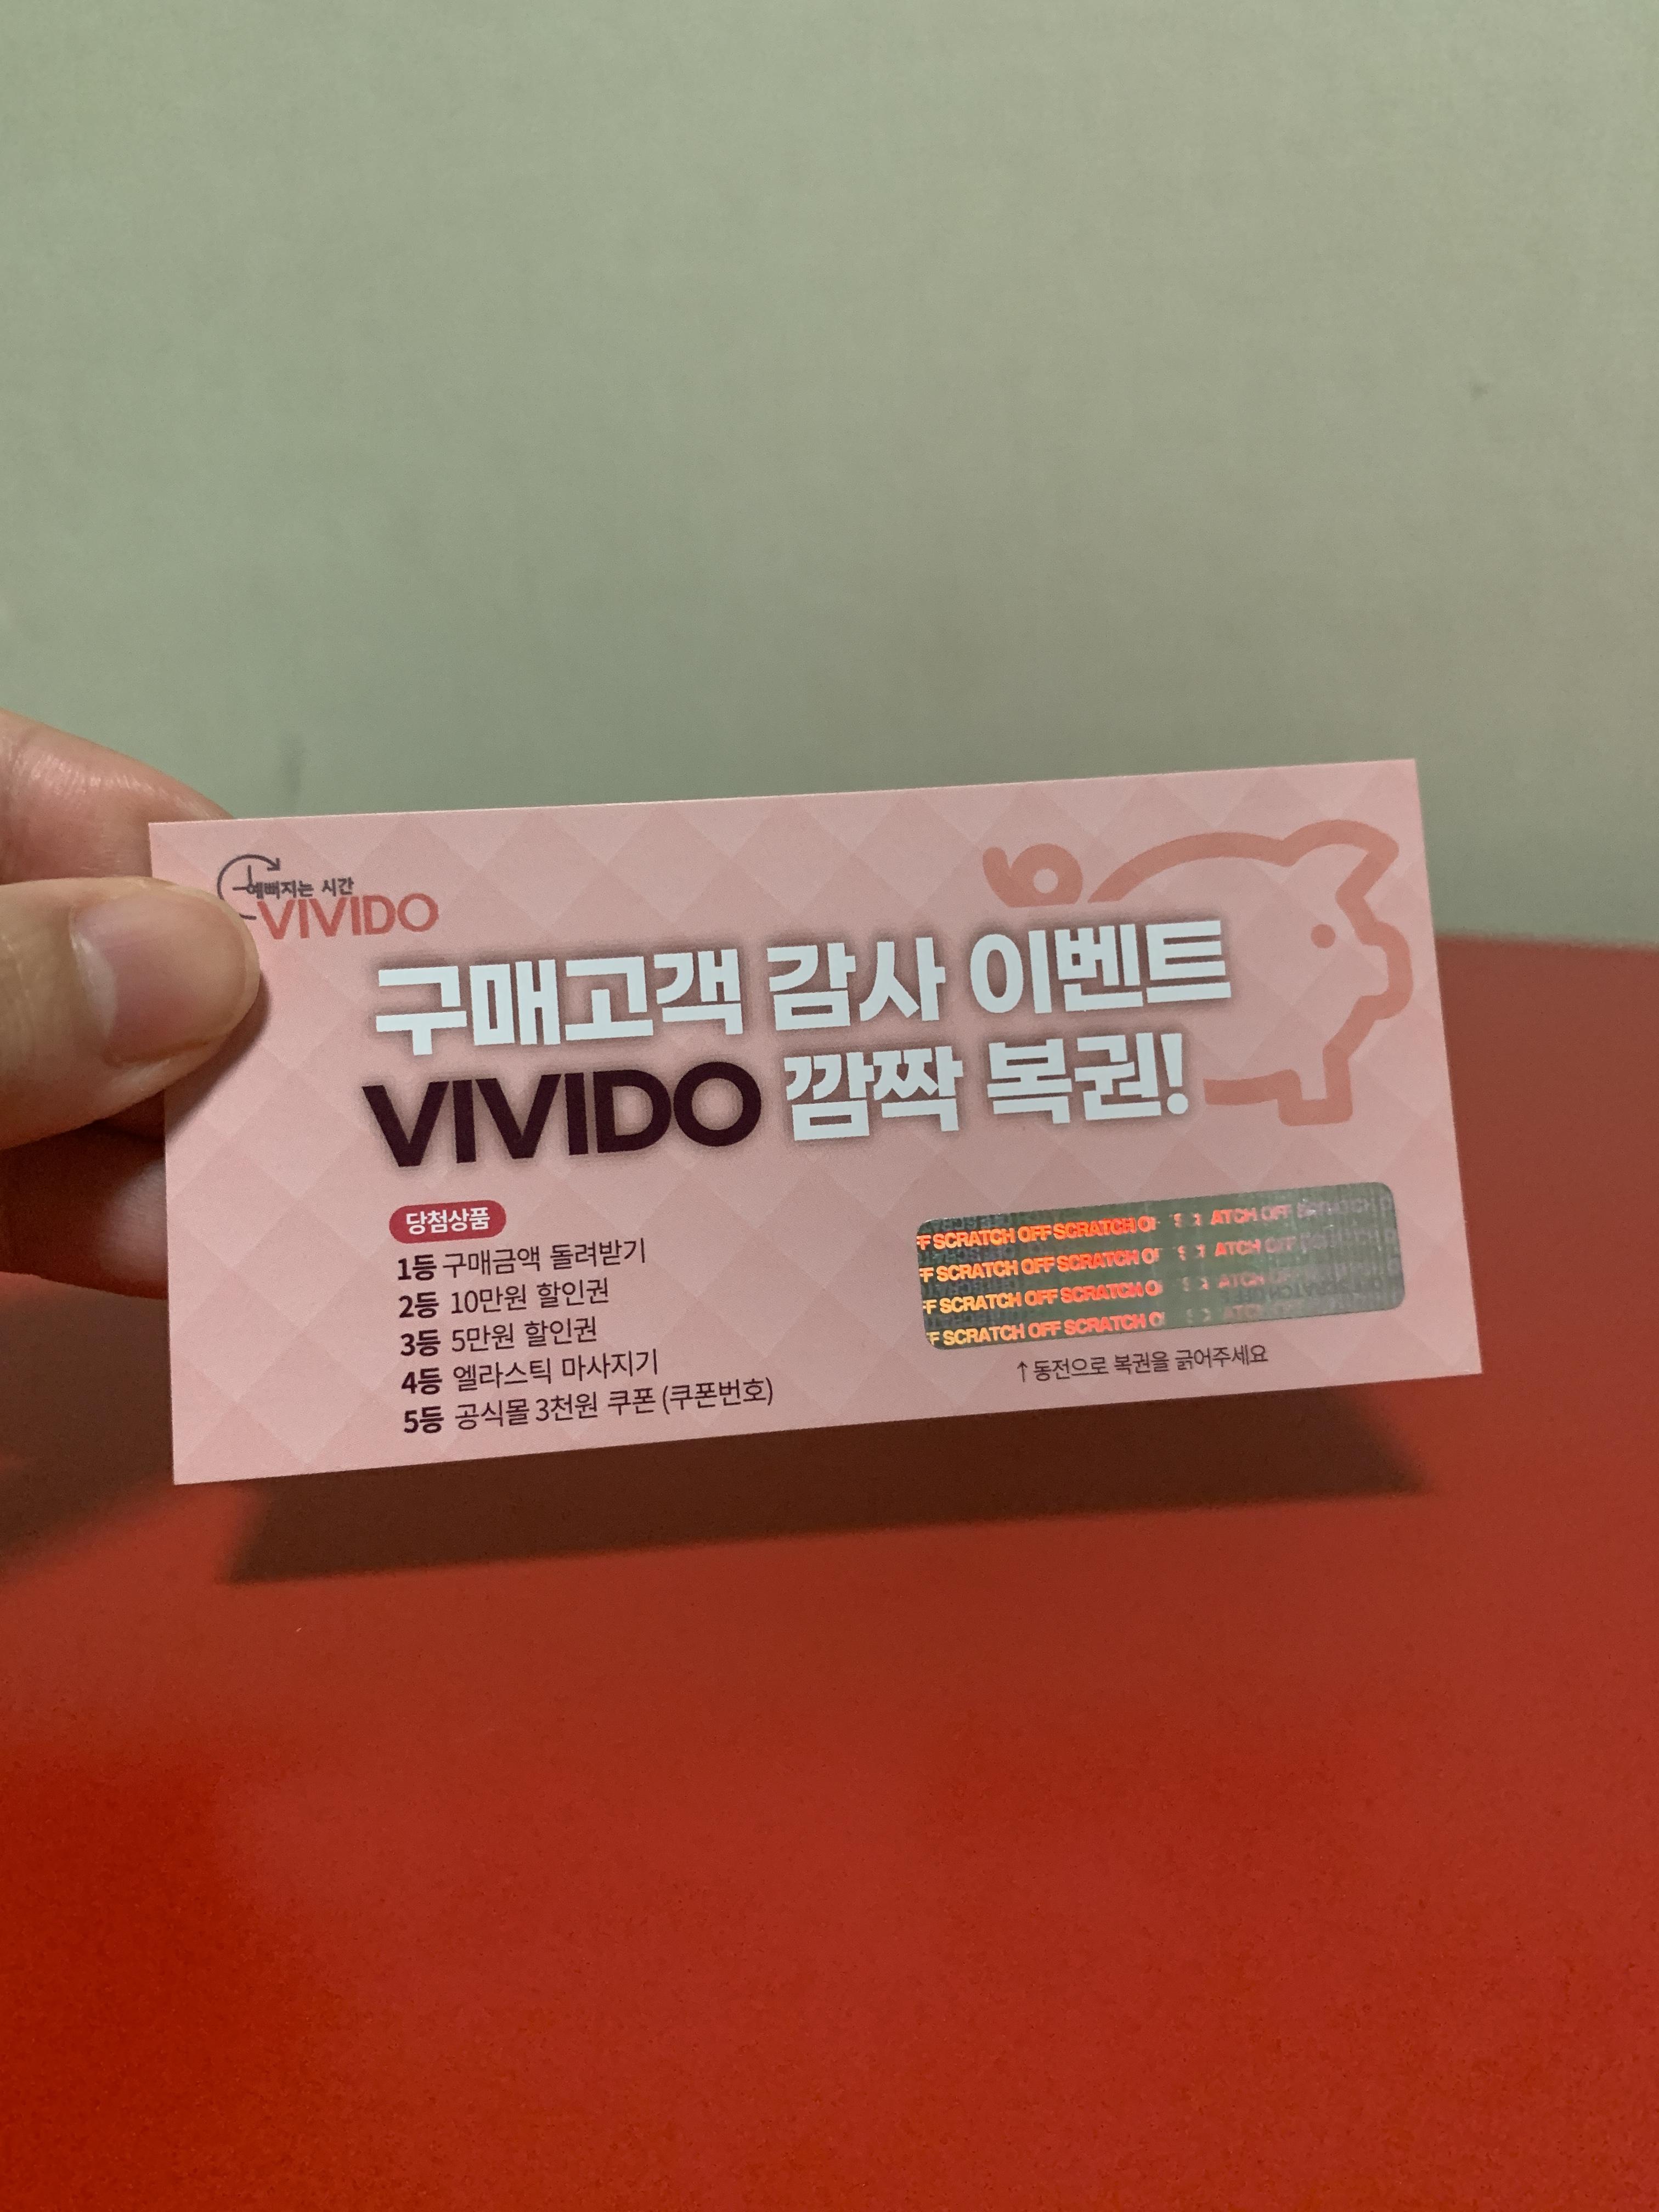 예뻐지는 시간
VIVIDO
구매고객 감사 이벤트
VIVIDO 깜짝 복권!
당첨상품
1등 구매금액 돌려받기
2등 10만원 할인권
3등 5만원 할인권
4등 엘라스틱 마사지기
5등 공식몰 3천원 쿠폰 (쿠폰번호)
SCRATCH OFF SCRATCH
SCRATCH OFF SCRATCH
SCRATCH OFF SCRATCH
SCRATCH OFF SCRATCH
↑ 동전으로 복권을 긁어주세요